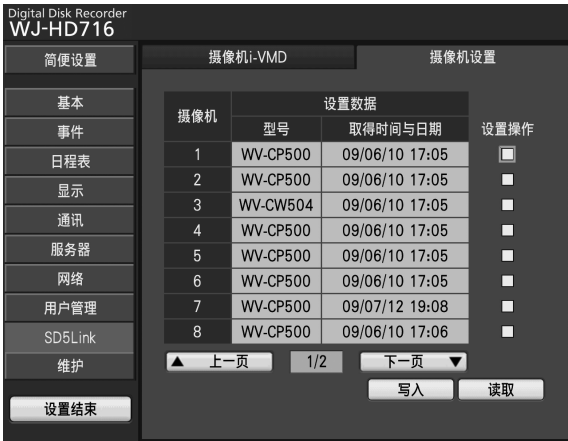 Digital Disk Recorder
WJ-HD716
简便设置
基本
事件
日程表
显示
通讯
服务器
网络
用户管理
SD5Link
维护
设置结束
摄像机i-VMD 摄像机设置
摄像机 设置数据
型号 取得时间与日期 设置操作
1 WV-CP500 09/06/10 17:05
2 WV-CP500 09/06/10 17:05
3 WV-CW504 09/06/10 17:05
4 WV-CP500 09/06/10 17:05
5 WV-CP500 09/06/10 17:05
6 WV-CP500 09/06/10 17:05
7 WV-CP500 09/07/12 19:08
8 WV-CP500 09/06/10 17:06
▲ 上一页 1/2 下一页 ▼
写入 读取